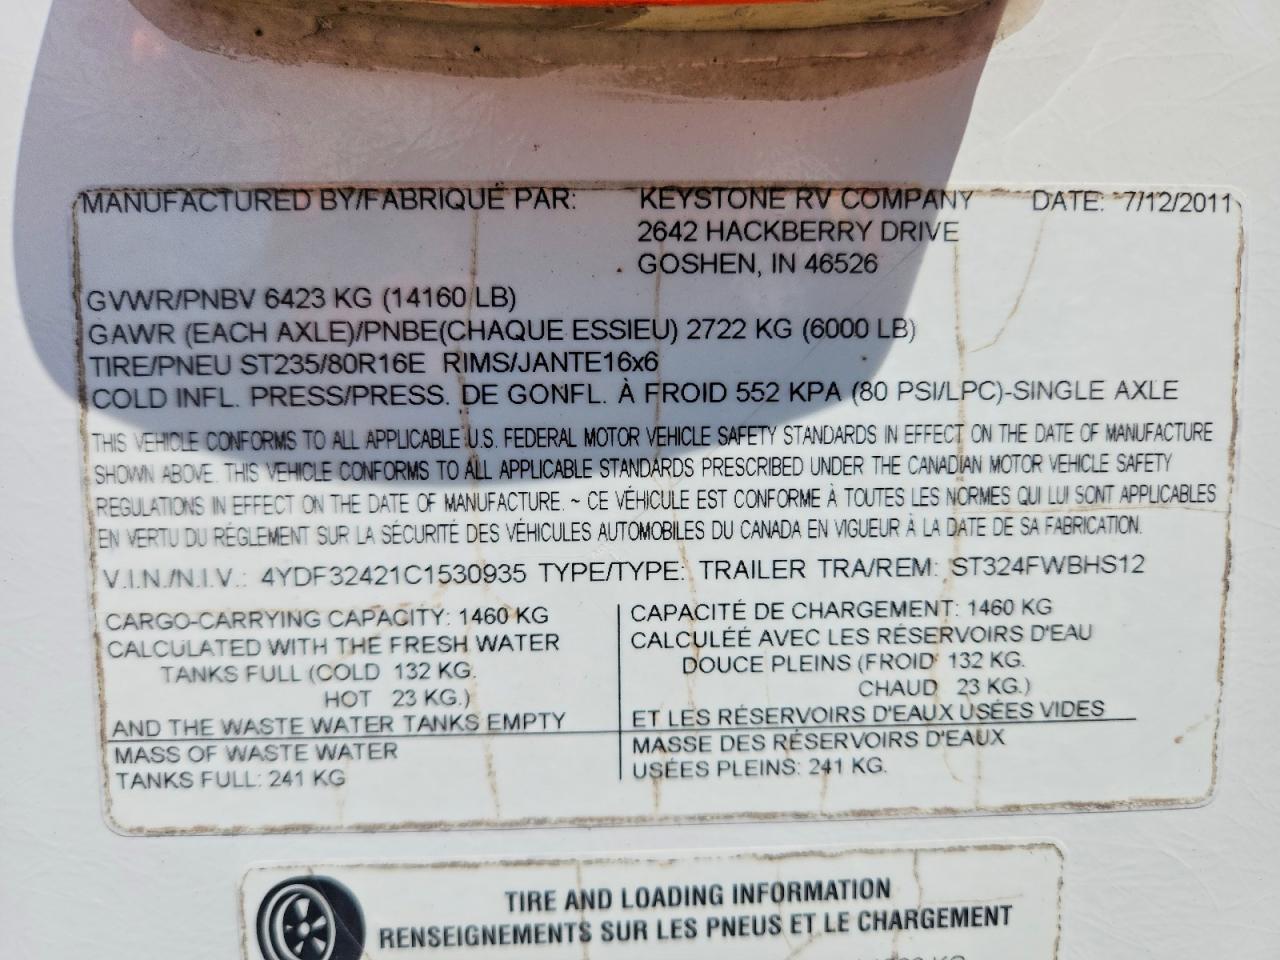 MANUFACTURED BY/FABRIQUÉ PAR: KEYSTONE RV COMPANY DATE: 7/12/2011
2642 HACKBERRY DRIVE
GOSHEN, IN 46526
GVWR/PNBV 6423 KG (14160 LB)
GAWR (EACH AXLE)/PNBE(CHAQUE ESSIEU) 2722 KG (6000 LB)
TIRE/PNEU ST235/80R16E RIMS/JANTE16x6
COLD INFL. PRESS/PRESS. DE GONFL. À FROID 552 KPA (80 PSI/LPC)-SINGLE AXLE
THIS VEHICLE CONFORMS TO ALL APPLICABLE U.S. FEDERAL MOTOR VEHICLE SAFETY STANDARDS IN EFFECT ON THE DATE OF MANUFACTURE
SHOWN ABOVE. THIS VEHICLE CONFORMS TO ALL APPLICABLE STANDARDS PRESCRIBED UNDER THE CANADIAN MOTOR VEHICLE SAFETY
REGULATIONS IN EFFECT ON THE DATE OF MANUFACTURE. ~ CE VÉHICULE EST CONFORME À TOUTES LES NORMES QUI LUI SONT APPLICABLES
EN VERTU DU RÉGLEMENT SUR LA SÉCURITÉ DES VÉHICULES AUTOMOBILES DU CANADA EN VIGUEUR À LA DATE DE SA FABRICATION.
V.I.N./N.I.V.: 4YDF32421C1530935 TYPE/TYPE: TRAILER TRA/REM: ST324FWBHS12
CARGO-CARRYING CAPACITY: 1460 KG
CALCULATED WITH THE FRESH WATER
TANKS FULL (COLD 132 KG.
HOT 23 KG.)
AND THE WASTE WATER TANKS EMPTY
MASS OF WASTE WATER
TANKS FULL: 241 KG
CAPACITÉ DE CHARGEMENT: 1460 KG
CALCULÉÉ AVEC LES RÉSERVOIRS D'EAU
DOUCE PLEINS (FROID 132 KG.
CHAUD 23 KG.)
ET LES RÉSERVOIRS D'EAUX USÉES VIDES
MASSE DES RÉSERVOIRS D'EAUX
USÉES PLEINS: 241 KG.
TIRE AND LOADING INFORMATION
RENSEIGNEMENTS SUR LES PNEUS ET LE CHARGEMENT